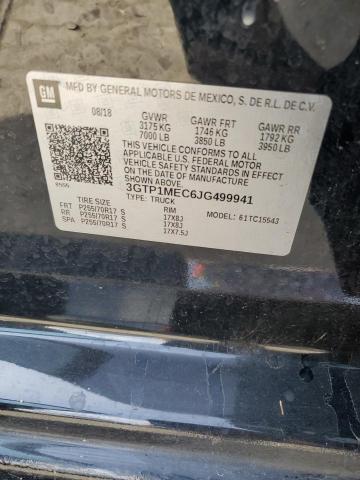 GM MFD BY GENERAL MOTORS DE MEXICO, S. DE R.L. DE C.V.
08/18 GVWR GAWR FRT GAWR RR
3175 KG 1746 KG 1792 KG
7000 LB 3850 LB 3950 LB
THIS VEHICLE CONFORMS TO ALL
APPLICABLE U.S. FEDERAL MOTOR
VEHICLE SAFETY STANDARDS IN EFFECT ON THE
DATE OF MANUFACTURE SHOWN ABOVE.
3GTP1MEC6JG499941
TYPE: TRUCK
TIRE SIZE RIM MODEL: 61TC15543
FRT P255/70R17 S 17X8J
RR P255/70R17 S 17X8J
SPA P255/70R17 S 17X7.5J